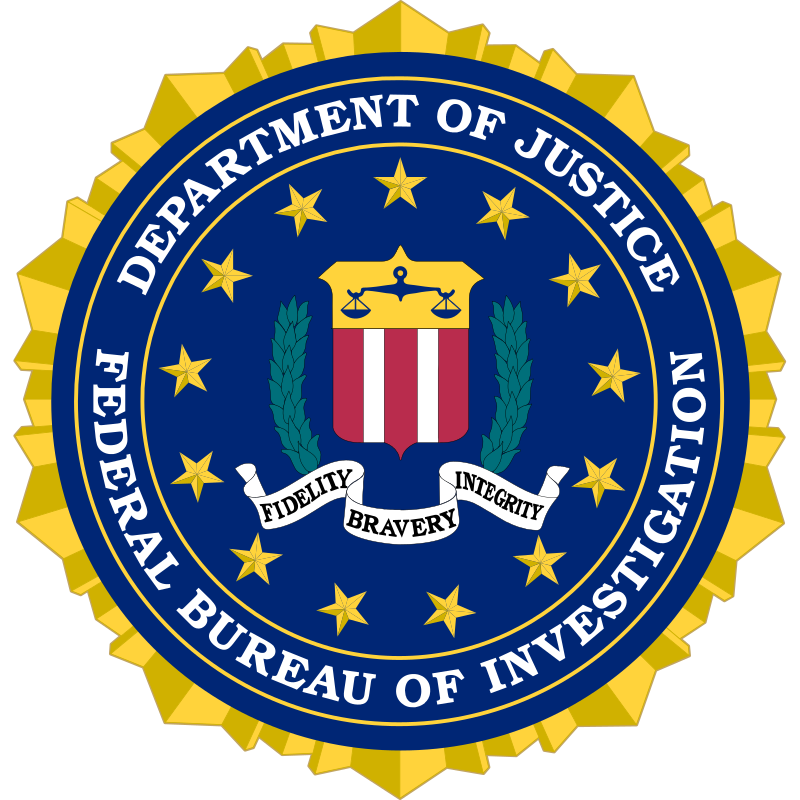 DEPARTMENT OF JUSTICE
FIDELITY
BRAVERY
INTEGRITY
FEDERAL BUREAU OF INVESTIGATION